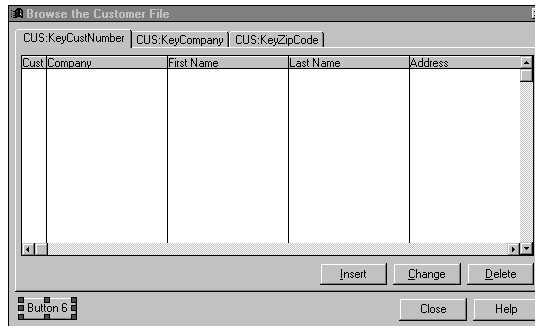 Browse the Customer File
CUS:KeyCustNumber CUS:KeyCompany CUS:KeyZipCode
Cust Company First Name Last Name Address
Insert Change Delete
Button 6 Close Help